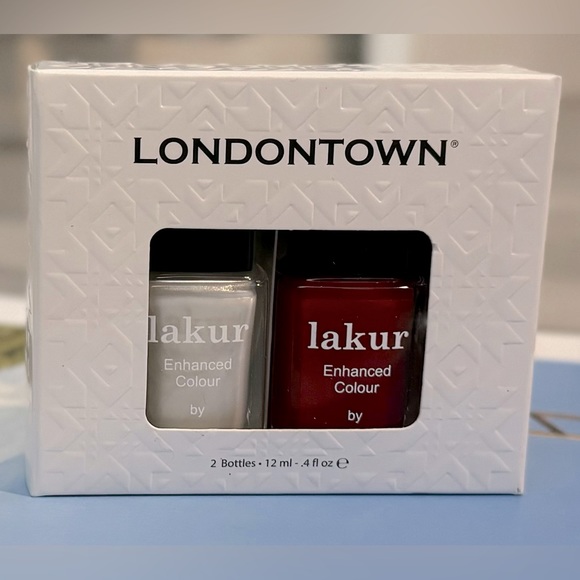 LONDONTOWN®
lakur
Enhanced
Colour
by
lakur
Enhanced
Colour
by
2 Bottles • 12 ml - .4 fl oz ℮